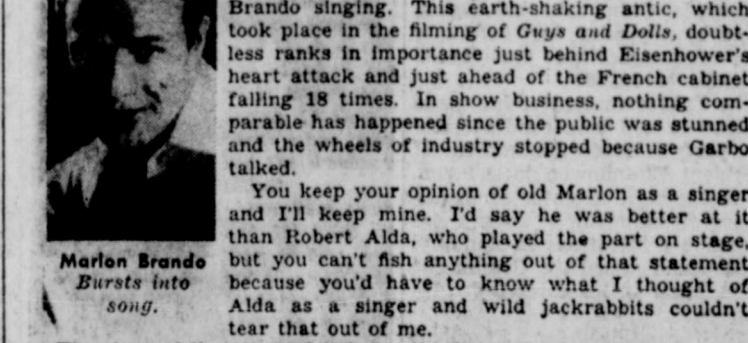 Brando singing. This earth-shaking antic, which
took place in the filming of Guys and Dolls, doubt-
less ranks in importance just behind Eisenhower's
heart attack and just ahead of the French cabinet
falling 18 times. In show business, nothing com-
parable has happened since the public was stunned
and the wheels of industry stopped because Garbo
talked.
You keep your opinion of old Marlon as a singer
and I'll keep mine. I'd say he was better at it
than Robert Alda, who played the part on stage,
but you can't fish anything out of that statement
because you'd have to know what I thought of
Alda as a singer and wild jackrabbits couldn't
tear that out of me.
Marlon Brando
Bursts into
song.